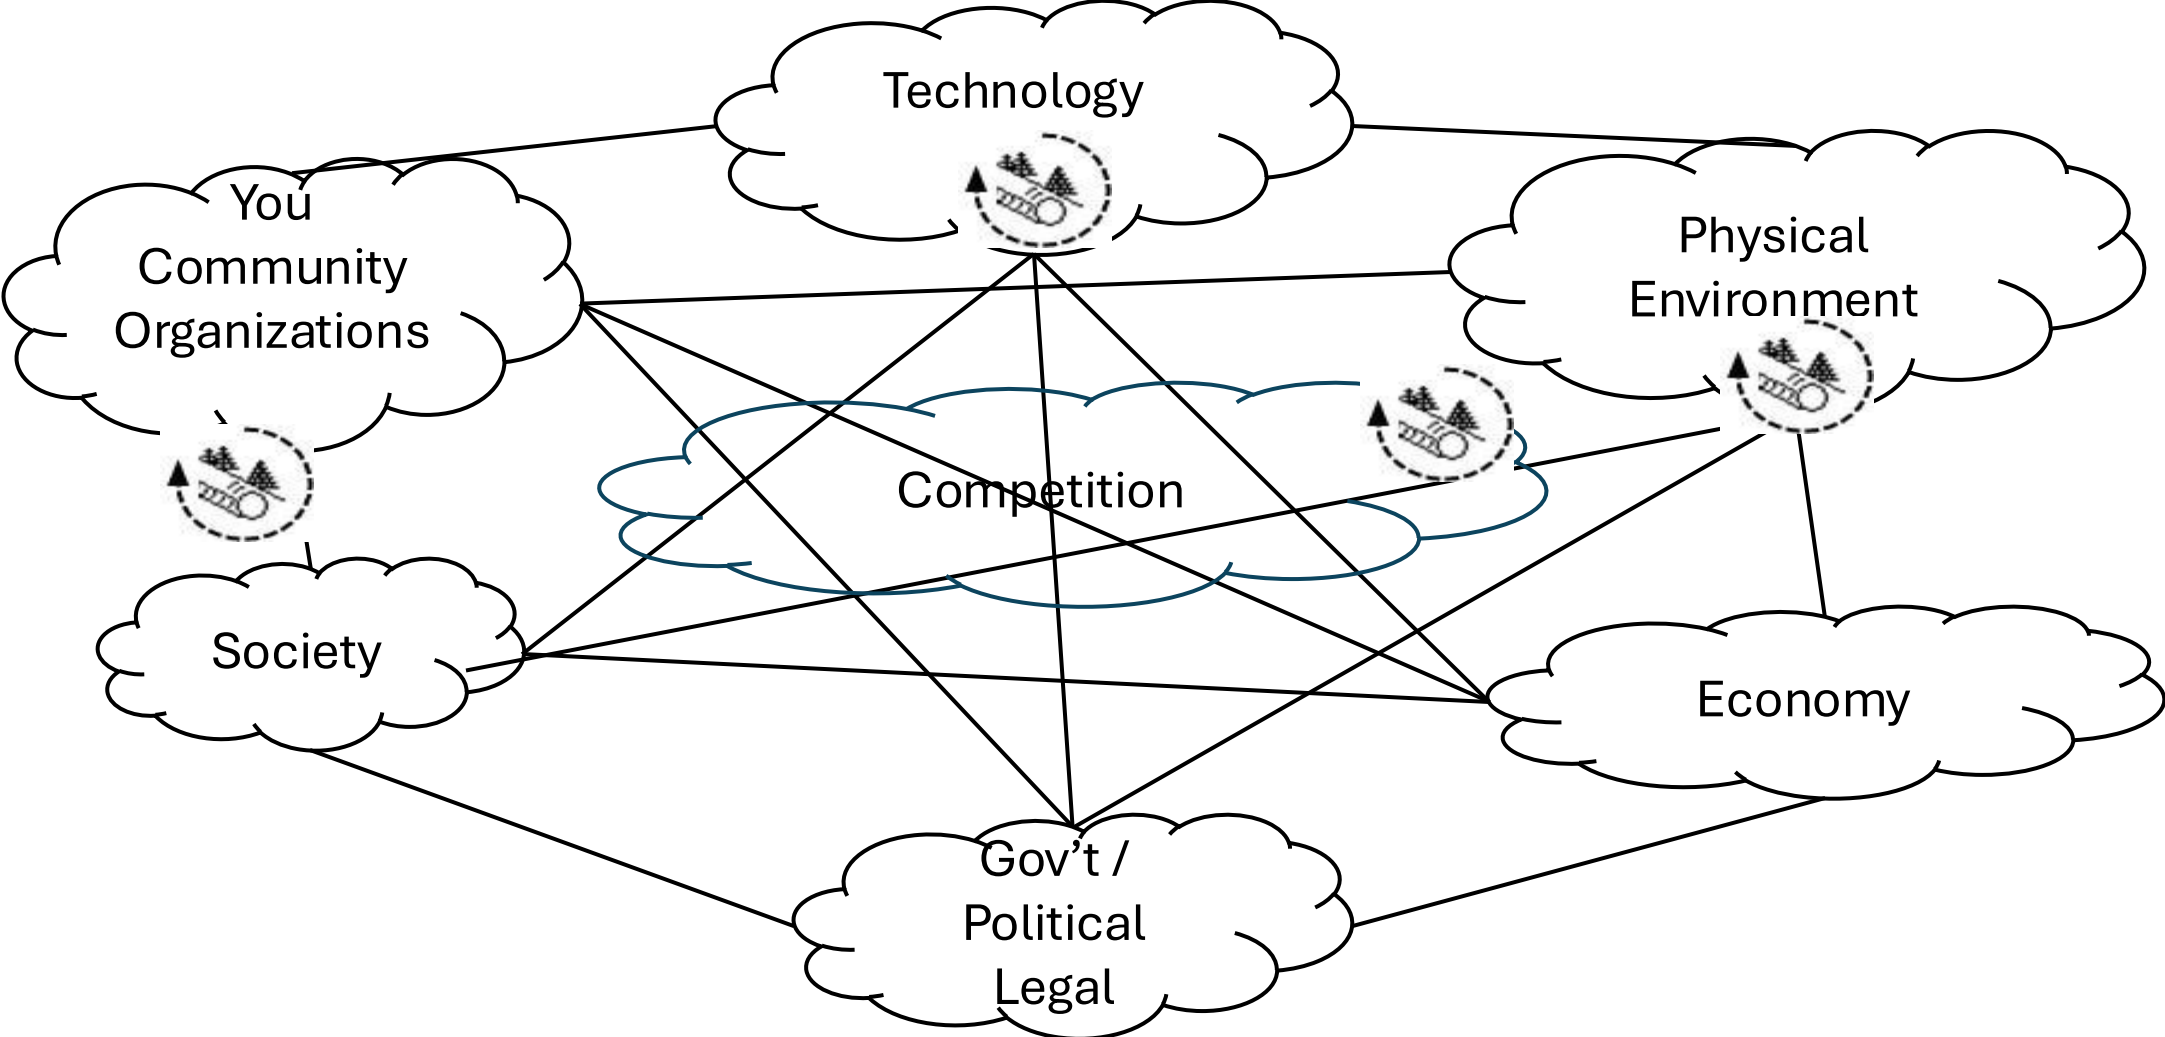 Technology
You
Community
Organizations
Physical
Environment
Competition
Society
Economy
Gov’t /
Political
Legal